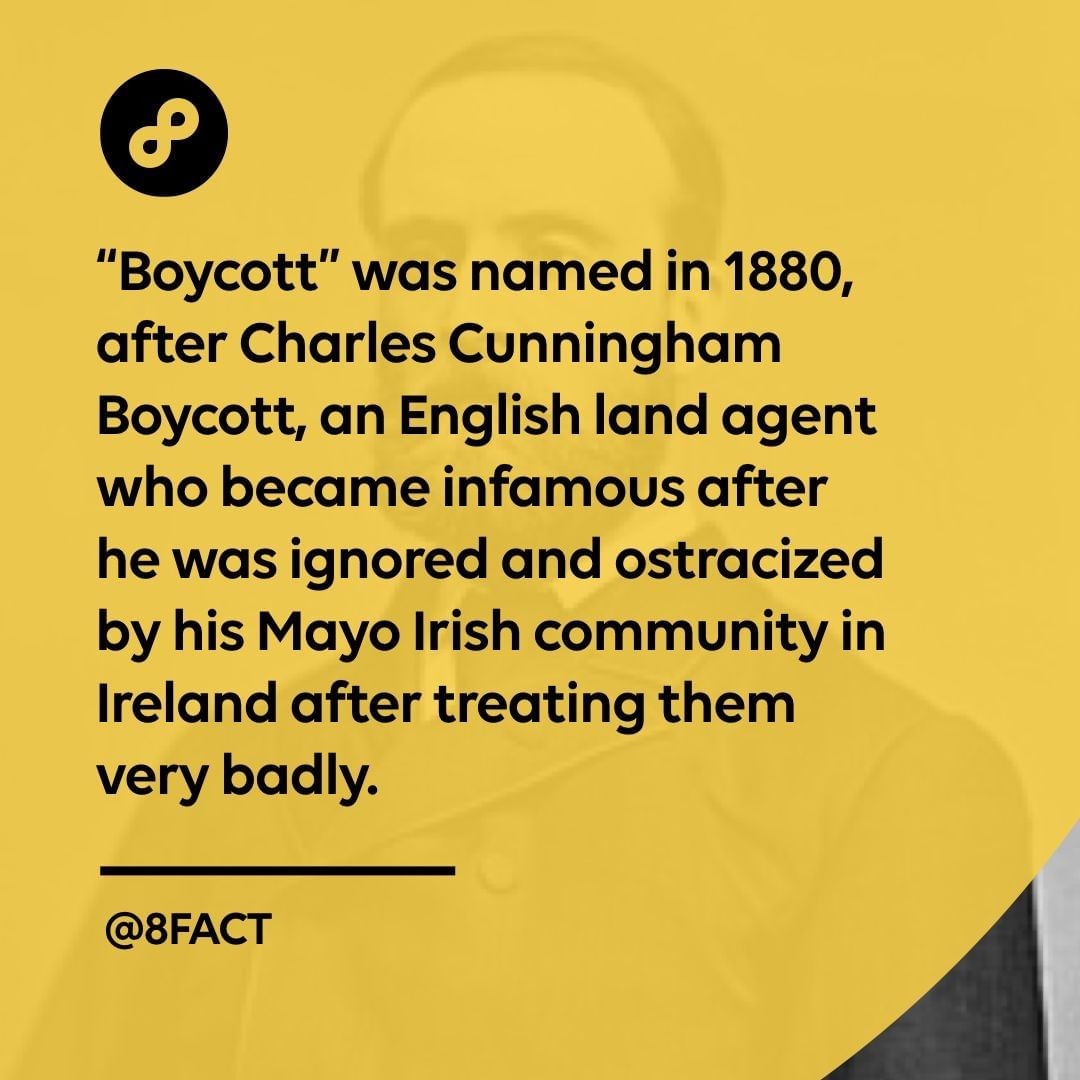 “Boycott” was named in 1880,
after Charles Cunningham
Boycott, an English land agent
who became infamous after
he was ignored and ostracized
by his Mayo Irish community in
Ireland after treating them
very badly.
@8FACT